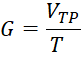 G = V_TP / T